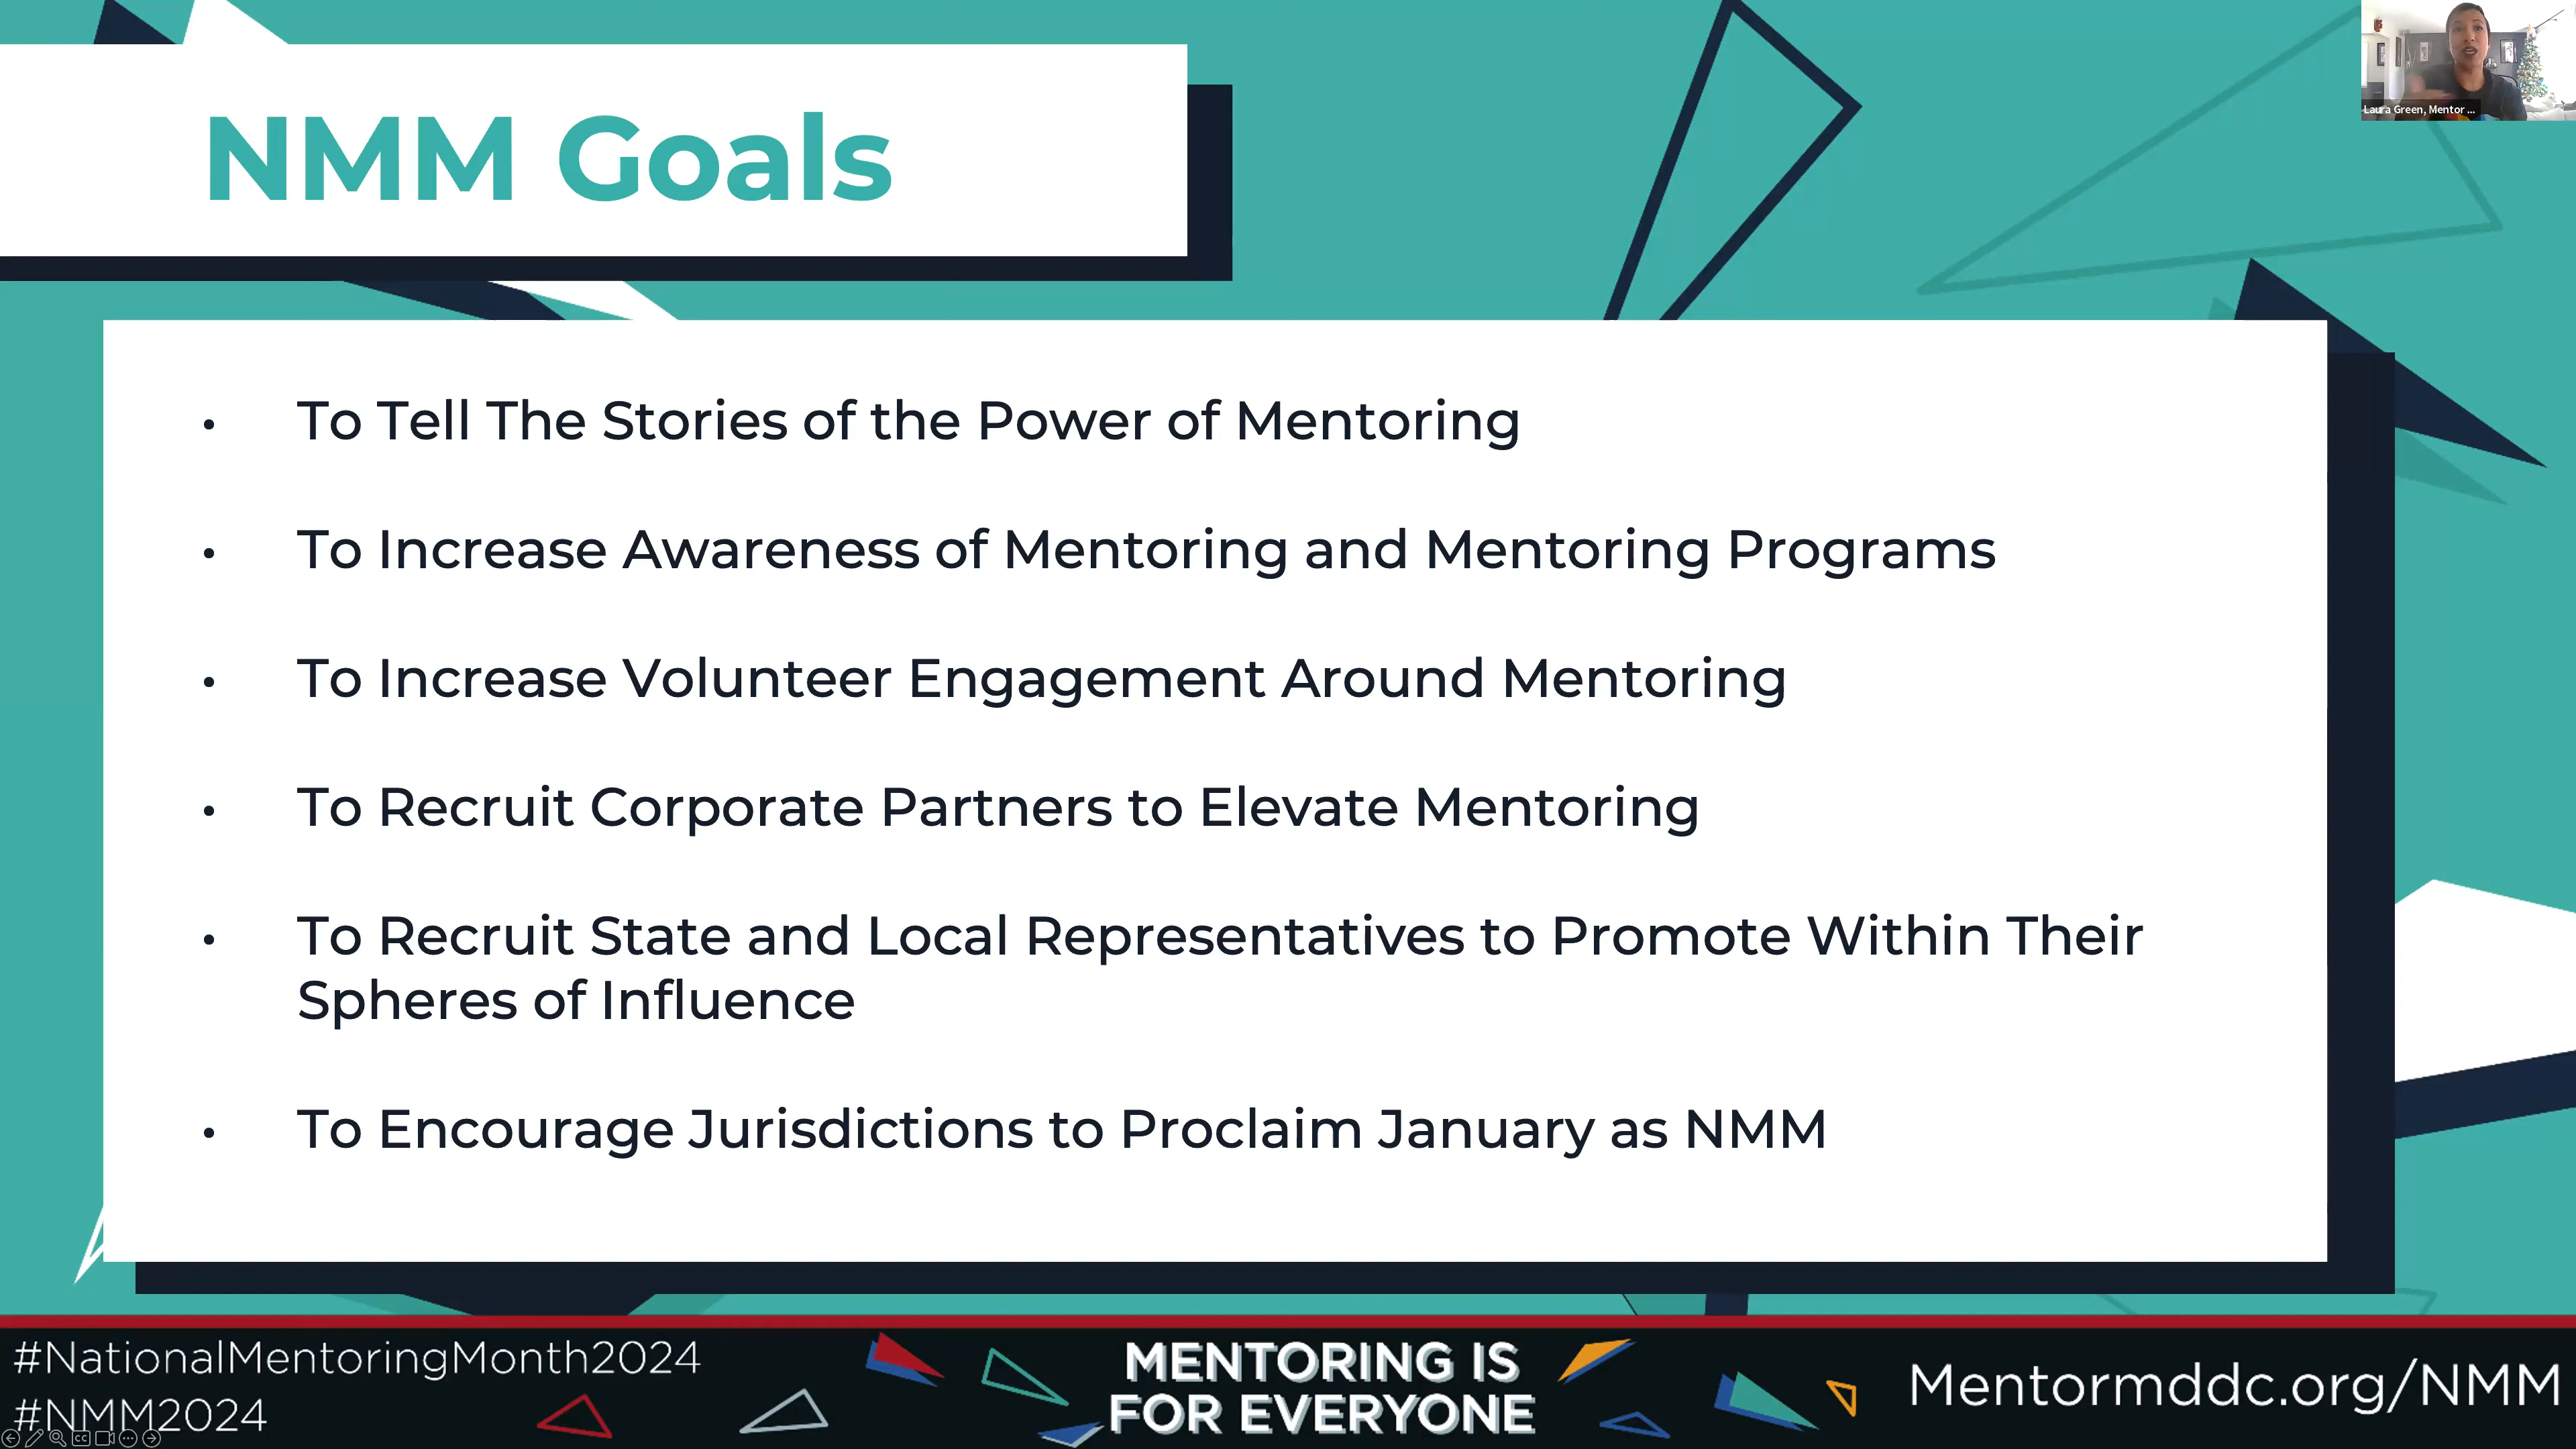 NMM Goals
Laura Green, Mentor ...
• To Tell The Stories of the Power of Mentoring
• To Increase Awareness of Mentoring and Mentoring Programs
• To Increase Volunteer Engagement Around Mentoring
• To Recruit Corporate Partners to Elevate Mentoring
• To Recruit State and Local Representatives to Promote Within Their
Spheres of Influence
• To Encourage Jurisdictions to Proclaim January as NMM
#NationalMentoringMonth2024
#NMM2024
MENTORING IS
FOR EVERYONE
Mentormddc.org/NMM